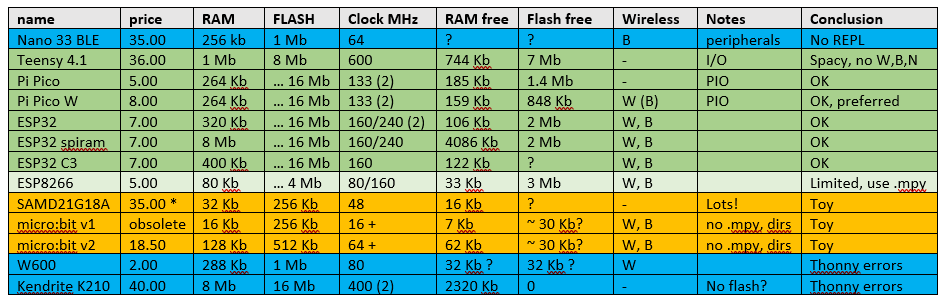 name price RAM FLASH Clock MHz RAM free Flash free Wireless Notes Conclusion
Nano 33 BLE 35.00 256 kb 1 Mb 64 ? ? B peripherals No REPL
Teensy 4.1 36.00 1 Mb 8 Mb 600 744 Kb 7 Mb - I/O Spacy, no W,B,N
Pi Pico 5.00 264 Kb ... 16 Mb 133 (2) 185 Kb 1.4 Mb - PIO OK
Pi Pico W 8.00 264 Kb ... 16 Mb 133 (2) 159 Kb 848 Kb W (B) PIO OK, preferred
ESP32 7.00 320 Kb ... 16 Mb 160/240 (2) 106 Kb 2 Mb W, B OK
ESP32 spiram 7.00 8 Mb ... 16 Mb 160/240 4086 Kb 2 Mb W, B OK
ESP32 C3 7.00 400 Kb ... 16 Mb 160 122 Kb ? W, B OK
ESP8266 5.00 80 Kb ... 4 Mb 80/160 33 Kb 3 Mb W, B Limited, use .mpy
SAMD21G18A 35.00 * 32 Kb 256 Kb 48 16 Kb ? - Lots! Toy
micro:bit v1 obsolete 16 Kb 256 Kb 16 + 7 Kb ~ 30 Kb? W, B no .mpy, dirs Toy
micro:bit v2 18.50 128 Kb 512 Kb 64 + 62 Kb ~ 30 Kb? W, B no .mpy, dirs Toy
W600 2.00 288 Kb 1 Mb 80 32 Kb ? 32 Kb ? W Thonny errors
Kendrite K210 40.00 8 Mb 16 Mb 400 (2) 2320 Kb 0 - No flash? Thonny errors